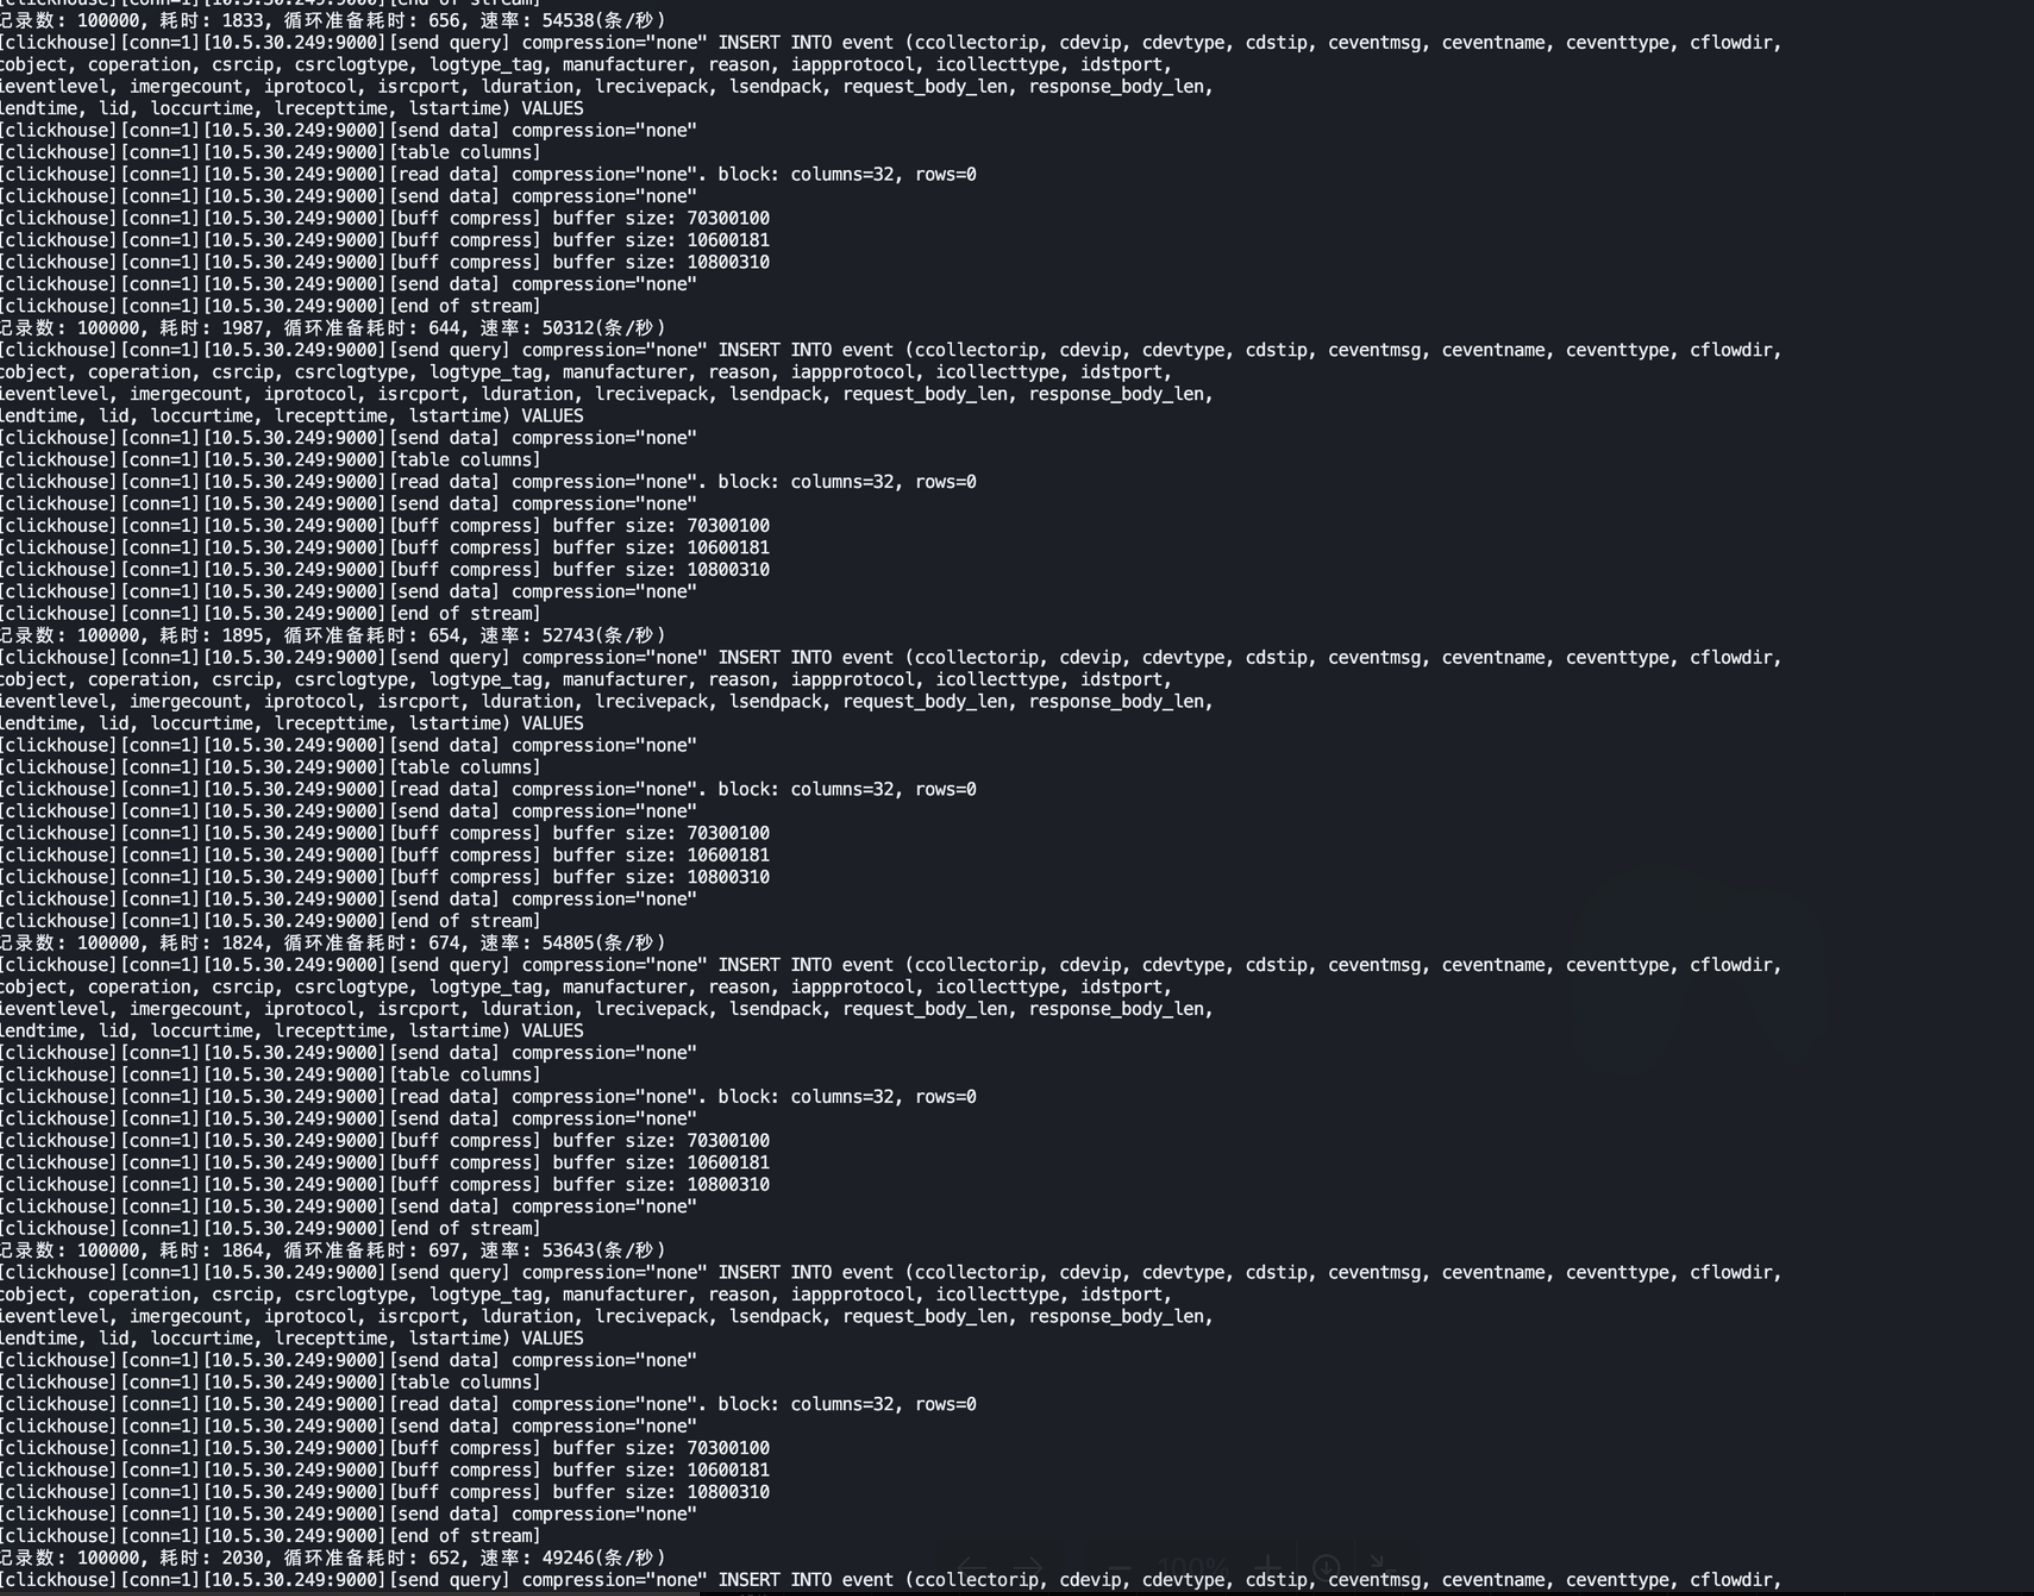 [clickhouse][conn=1][10.5.30.249:9000][end of stream]
记录数: 100000, 耗时: 1833, 循环准备耗时: 656, 速率: 54538(条/秒)
[clickhouse][conn=1][10.5.30.249:9000][send query] compression="none" INSERT INTO event (ccollectorip, cdevip, cdevtype, cdstip, ceventmsg, ceventname, ceventtype, cflowdir,
cobject, coperation, csrcip, csrclogtype, logtype_tag, manufacturer, reason, iappprotocol, icollecttype, idstport,
ieventlevel, imergecount, iprotocol, isrcport, lduration, lrecivepack, lsendpack, request_body_len, response_body_len,
lendtime, lid, loccurtime, lrecepttime, lstartime) VALUES
[clickhouse][conn=1][10.5.30.249:9000][send data] compression="none"
[clickhouse][conn=1][10.5.30.249:9000][table columns]
[clickhouse][conn=1][10.5.30.249:9000][read data] compression="none". block: columns=32, rows=0
[clickhouse][conn=1][10.5.30.249:9000][send data] compression="none"
[clickhouse][conn=1][10.5.30.249:9000][buff compress] buffer size: 70300100
[clickhouse][conn=1][10.5.30.249:9000][buff compress] buffer size: 10600181
[clickhouse][conn=1][10.5.30.249:9000][buff compress] buffer size: 10800310
[clickhouse][conn=1][10.5.30.249:9000][send data] compression="none"
[clickhouse][conn=1][10.5.30.249:9000][end of stream]
记录数: 100000, 耗时: 1987, 循环准备耗时: 644, 速率: 50312(条/秒)
[clickhouse][conn=1][10.5.30.249:9000][send query] compression="none" INSERT INTO event (ccollectorip, cdevip, cdevtype, cdstip, ceventmsg, ceventname, ceventtype, cflowdir,
cobject, coperation, csrcip, csrclogtype, logtype_tag, manufacturer, reason, iappprotocol, icollecttype, idstport,
ieventlevel, imergecount, iprotocol, isrcport, lduration, lrecivepack, lsendpack, request_body_len, response_body_len,
lendtime, lid, loccurtime, lrecepttime, lstartime) VALUES
[clickhouse][conn=1][10.5.30.249:9000][send data] compression="none"
[clickhouse][conn=1][10.5.30.249:9000][table columns]
[clickhouse][conn=1][10.5.30.249:9000][read data] compression="none". block: columns=32, rows=0
[clickhouse][conn=1][10.5.30.249:9000][send data] compression="none"
[clickhouse][conn=1][10.5.30.249:9000][buff compress] buffer size: 70300100
[clickhouse][conn=1][10.5.30.249:9000][buff compress] buffer size: 10600181
[clickhouse][conn=1][10.5.30.249:9000][buff compress] buffer size: 10800310
[clickhouse][conn=1][10.5.30.249:9000][send data] compression="none"
[clickhouse][conn=1][10.5.30.249:9000][end of stream]
记录数: 100000, 耗时: 1895, 循环准备耗时: 654, 速率: 52743(条/秒)
[clickhouse][conn=1][10.5.30.249:9000][send query] compression="none" INSERT INTO event (ccollectorip, cdevip, cdevtype, cdstip, ceventmsg, ceventname, ceventtype, cflowdir,
cobject, coperation, csrcip, csrclogtype, logtype_tag, manufacturer, reason, iappprotocol, icollecttype, idstport,
ieventlevel, imergecount, iprotocol, isrcport, lduration, lrecivepack, lsendpack, request_body_len, response_body_len,
lendtime, lid, loccurtime, lrecepttime, lstartime) VALUES
[clickhouse][conn=1][10.5.30.249:9000][send data] compression="none"
[clickhouse][conn=1][10.5.30.249:9000][table columns]
[clickhouse][conn=1][10.5.30.249:9000][read data] compression="none". block: columns=32, rows=0
[clickhouse][conn=1][10.5.30.249:9000][send data] compression="none"
[clickhouse][conn=1][10.5.30.249:9000][buff compress] buffer size: 70300100
[clickhouse][conn=1][10.5.30.249:9000][buff compress] buffer size: 10600181
[clickhouse][conn=1][10.5.30.249:9000][buff compress] buffer size: 10800310
[clickhouse][conn=1][10.5.30.249:9000][send data] compression="none"
[clickhouse][conn=1][10.5.30.249:9000][end of stream]
记录数: 100000, 耗时: 1824, 循环准备耗时: 674, 速率: 54805(条/秒)
[clickhouse][conn=1][10.5.30.249:9000][send query] compression="none" INSERT INTO event (ccollectorip, cdevip, cdevtype, cdstip, ceventmsg, ceventname, ceventtype, cflowdir,
cobject, coperation, csrcip, csrclogtype, logtype_tag, manufacturer, reason, iappprotocol, icollecttype, idstport,
ieventlevel, imergecount, iprotocol, isrcport, lduration, lrecivepack, lsendpack, request_body_len, response_body_len,
lendtime, lid, loccurtime, lrecepttime, lstartime) VALUES
[clickhouse][conn=1][10.5.30.249:9000][send data] compression="none"
[clickhouse][conn=1][10.5.30.249:9000][table columns]
[clickhouse][conn=1][10.5.30.249:9000][read data] compression="none". block: columns=32, rows=0
[clickhouse][conn=1][10.5.30.249:9000][send data] compression="none"
[clickhouse][conn=1][10.5.30.249:9000][buff compress] buffer size: 70300100
[clickhouse][conn=1][10.5.30.249:9000][buff compress] buffer size: 10600181
[clickhouse][conn=1][10.5.30.249:9000][buff compress] buffer size: 10800310
[clickhouse][conn=1][10.5.30.249:9000][send data] compression="none"
[clickhouse][conn=1][10.5.30.249:9000][end of stream]
记录数: 100000, 耗时: 1864, 循环准备耗时: 697, 速率: 53643(条/秒)
[clickhouse][conn=1][10.5.30.249:9000][send query] compression="none" INSERT INTO event (ccollectorip, cdevip, cdevtype, cdstip, ceventmsg, ceventname, ceventtype, cflowdir,
cobject, coperation, csrcip, csrclogtype, logtype_tag, manufacturer, reason, iappprotocol, icollecttype, idstport,
ieventlevel, imergecount, iprotocol, isrcport, lduration, lrecivepack, lsendpack, request_body_len, response_body_len,
lendtime, lid, loccurtime, lrecepttime, lstartime) VALUES
[clickhouse][conn=1][10.5.30.249:9000][send data] compression="none"
[clickhouse][conn=1][10.5.30.249:9000][table columns]
[clickhouse][conn=1][10.5.30.249:9000][read data] compression="none". block: columns=32, rows=0
[clickhouse][conn=1][10.5.30.249:9000][send data] compression="none"
[clickhouse][conn=1][10.5.30.249:9000][buff compress] buffer size: 70300100
[clickhouse][conn=1][10.5.30.249:9000][buff compress] buffer size: 10600181
[clickhouse][conn=1][10.5.30.249:9000][buff compress] buffer size: 10800310
[clickhouse][conn=1][10.5.30.249:9000][send data] compression="none"
[clickhouse][conn=1][10.5.30.249:9000][end of stream]
记录数: 100000, 耗时: 2030, 循环准备耗时: 652, 速率: 49246(条/秒)
100%
[clickhouse][conn=1][10.5.30.249:9000][send query] compression="none" INSERT INTO event (ccollectorip, cdevip, cdevtype, cdstip, ceventmsg, ceventname, ceventtype, cflowdir,